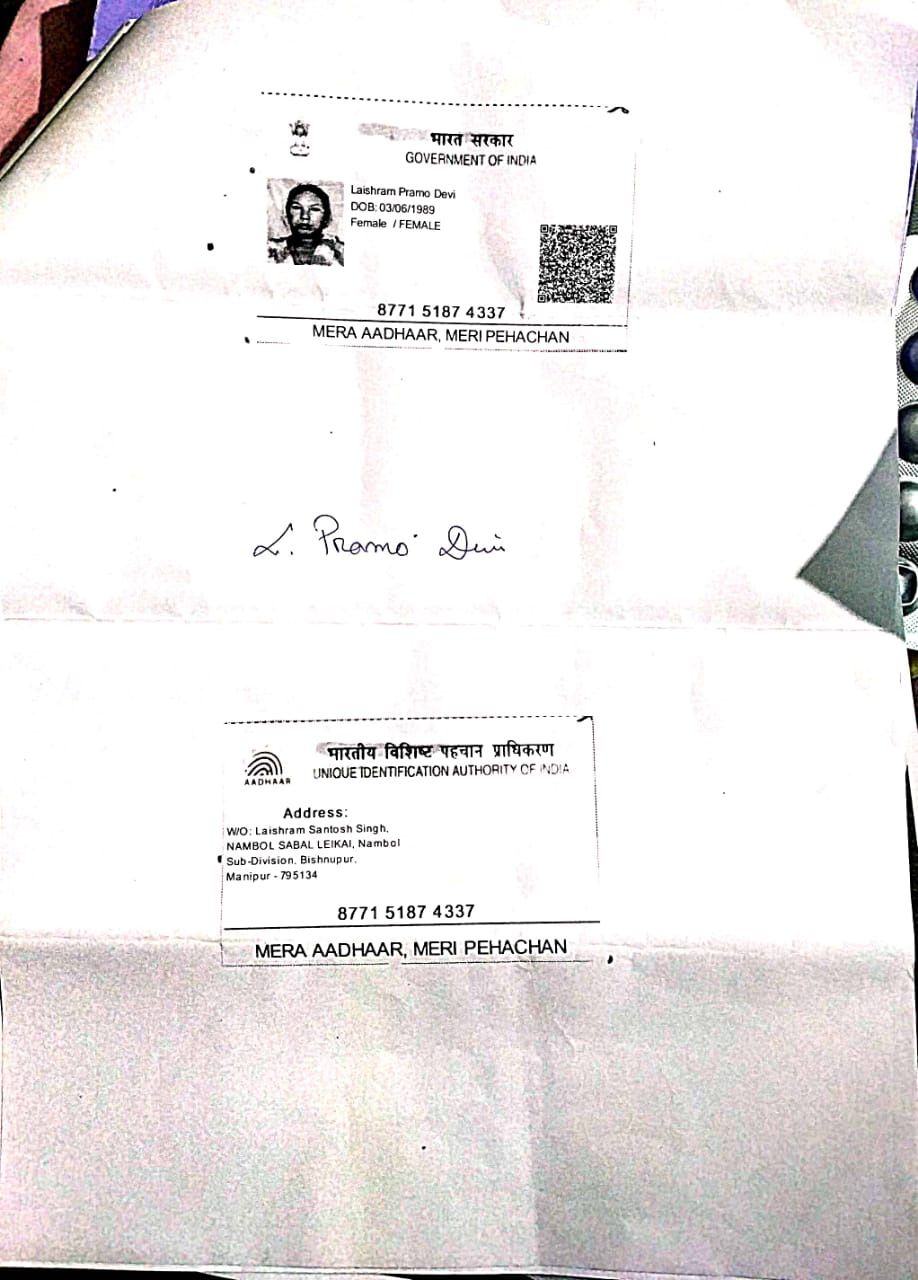 भारत सरकार
GOVERNMENT OF INDIA
Laishram Pramo Devi
DOB: 03/06/1989
Female / FEMALE
8771 5187 4337
MERA AADHAAR, MERI PEHACHAN
L. Pramo Devi
भारतीय विशिष्ट पहचान प्राधिकरण
AADHAAR
UNIQUE IDENTIFICATION AUTHORITY OF INDIA
Address:
W/O: Laishram Santosh Singh,
NAMBOL SABAL LEIKAI, Nambol
Sub-Division, Bishnupur,
Manipur - 795134
8771 5187 4337
MERA AADHAAR, MERI PEHACHAN